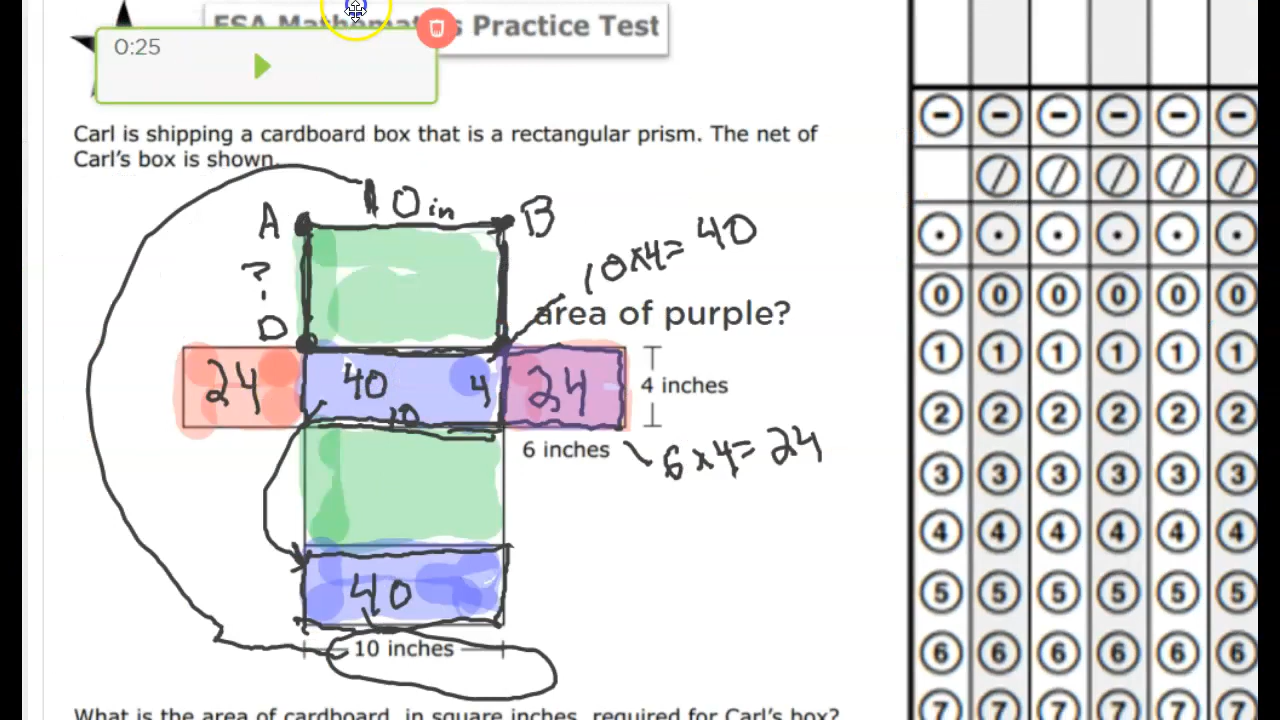 FSA Mathematics Practice Test
0:25
Carl is shipping a cardboard box that is a rectangular prism. The net of
Carl's box is shown.
10 in
A
B
?
D
10x4= 40
area of purple?
24
40
4
10
24
4 inches
6 inches
6x4= 24
40
10 inches
What is the area of cardboard, in square inches, required for Carl's box?
- - - - - -
/ / / / /
. . . . . .
0 0 0 0 0 0
1 1 1 1 1 1
2 2 2 2 2 2
3 3 3 3 3 3
4 4 4 4 4 4
5 5 5 5 5 5
6 6 6 6 6 6
7 7 7 7 7 7